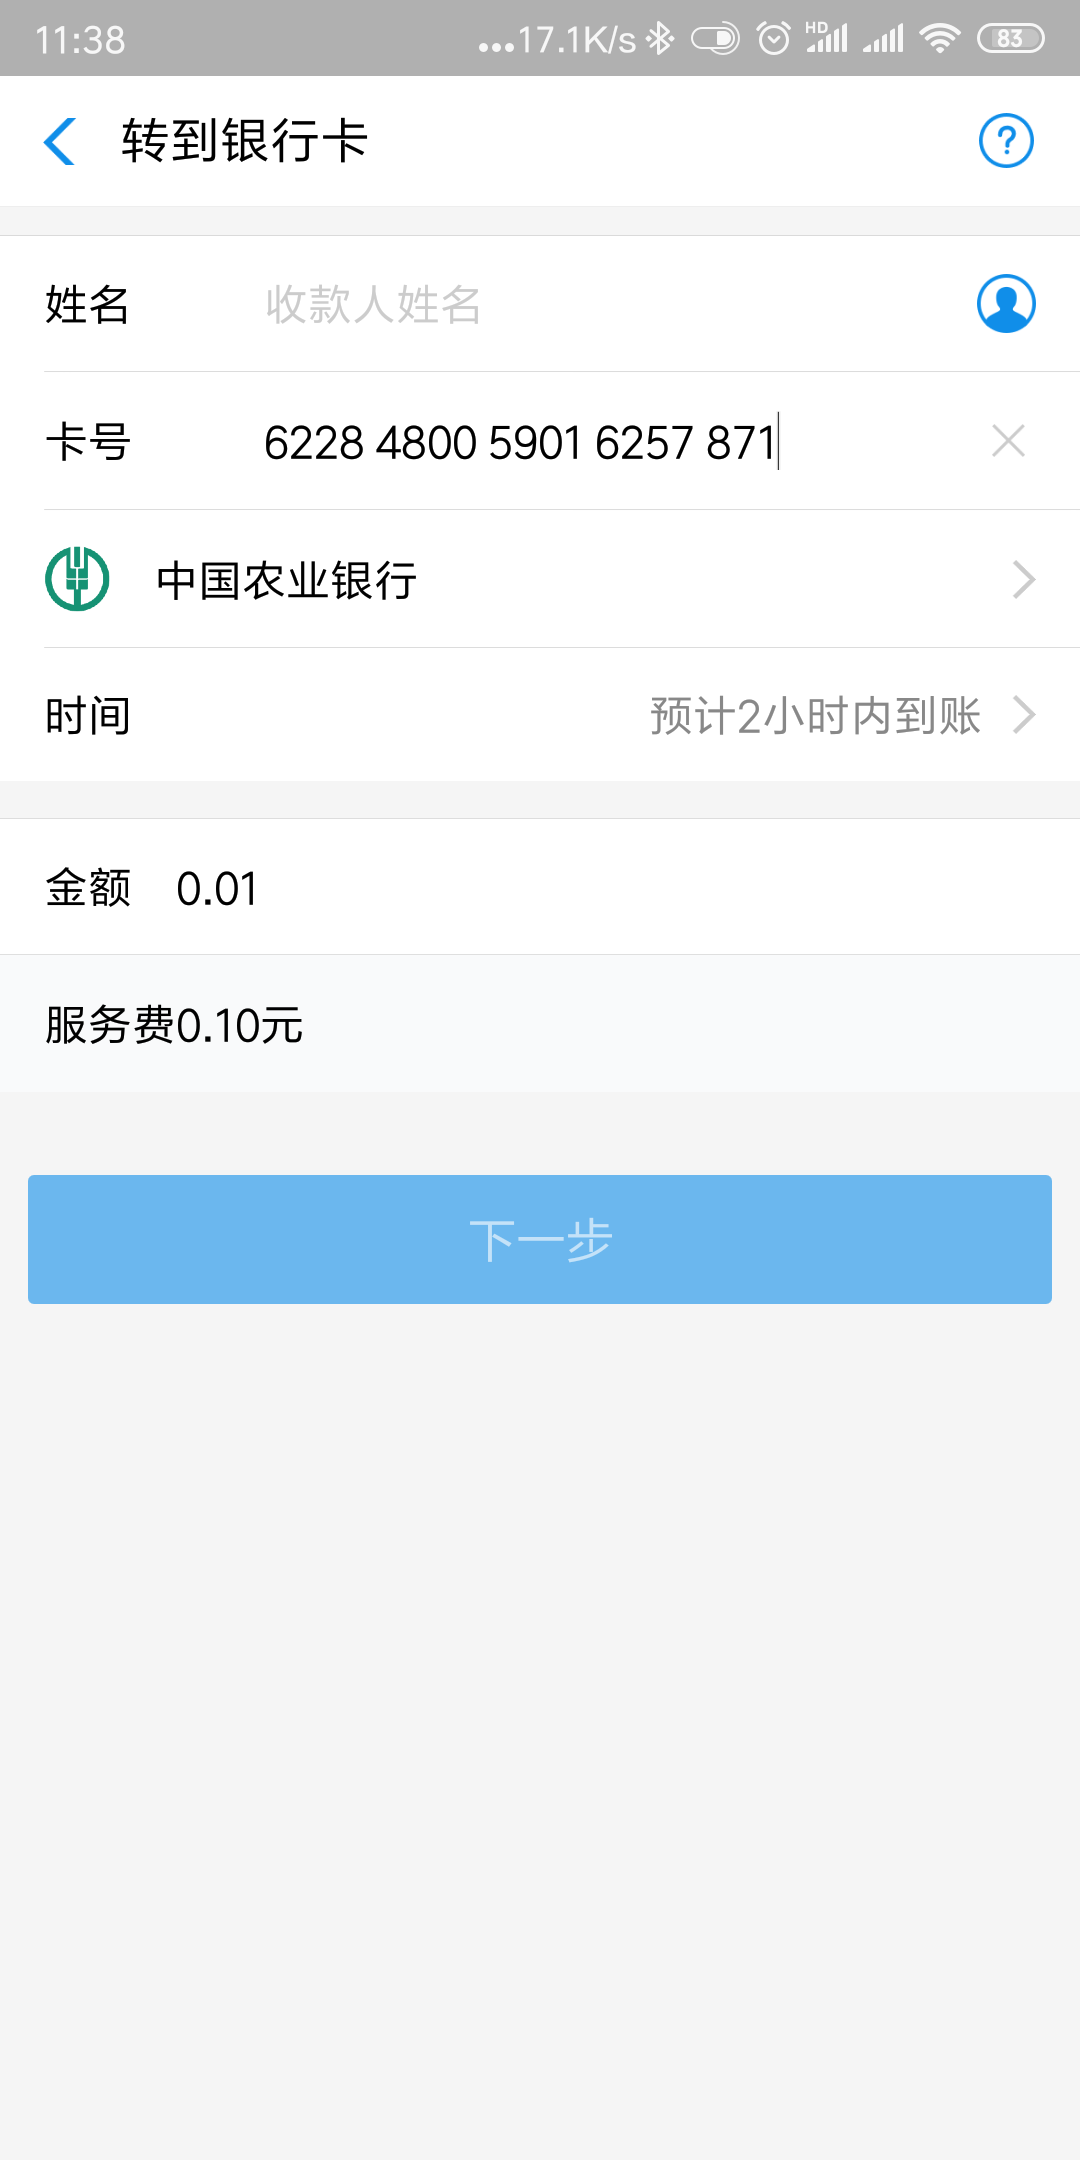 11:38 ...17.1K/s HD 83
转到银行卡 ?
姓名 收款人姓名
卡号 6228 4800 5901 6257 871
中国农业银行
时间 预计2小时内到账
金额 0.01
服务费0.10元
下一步